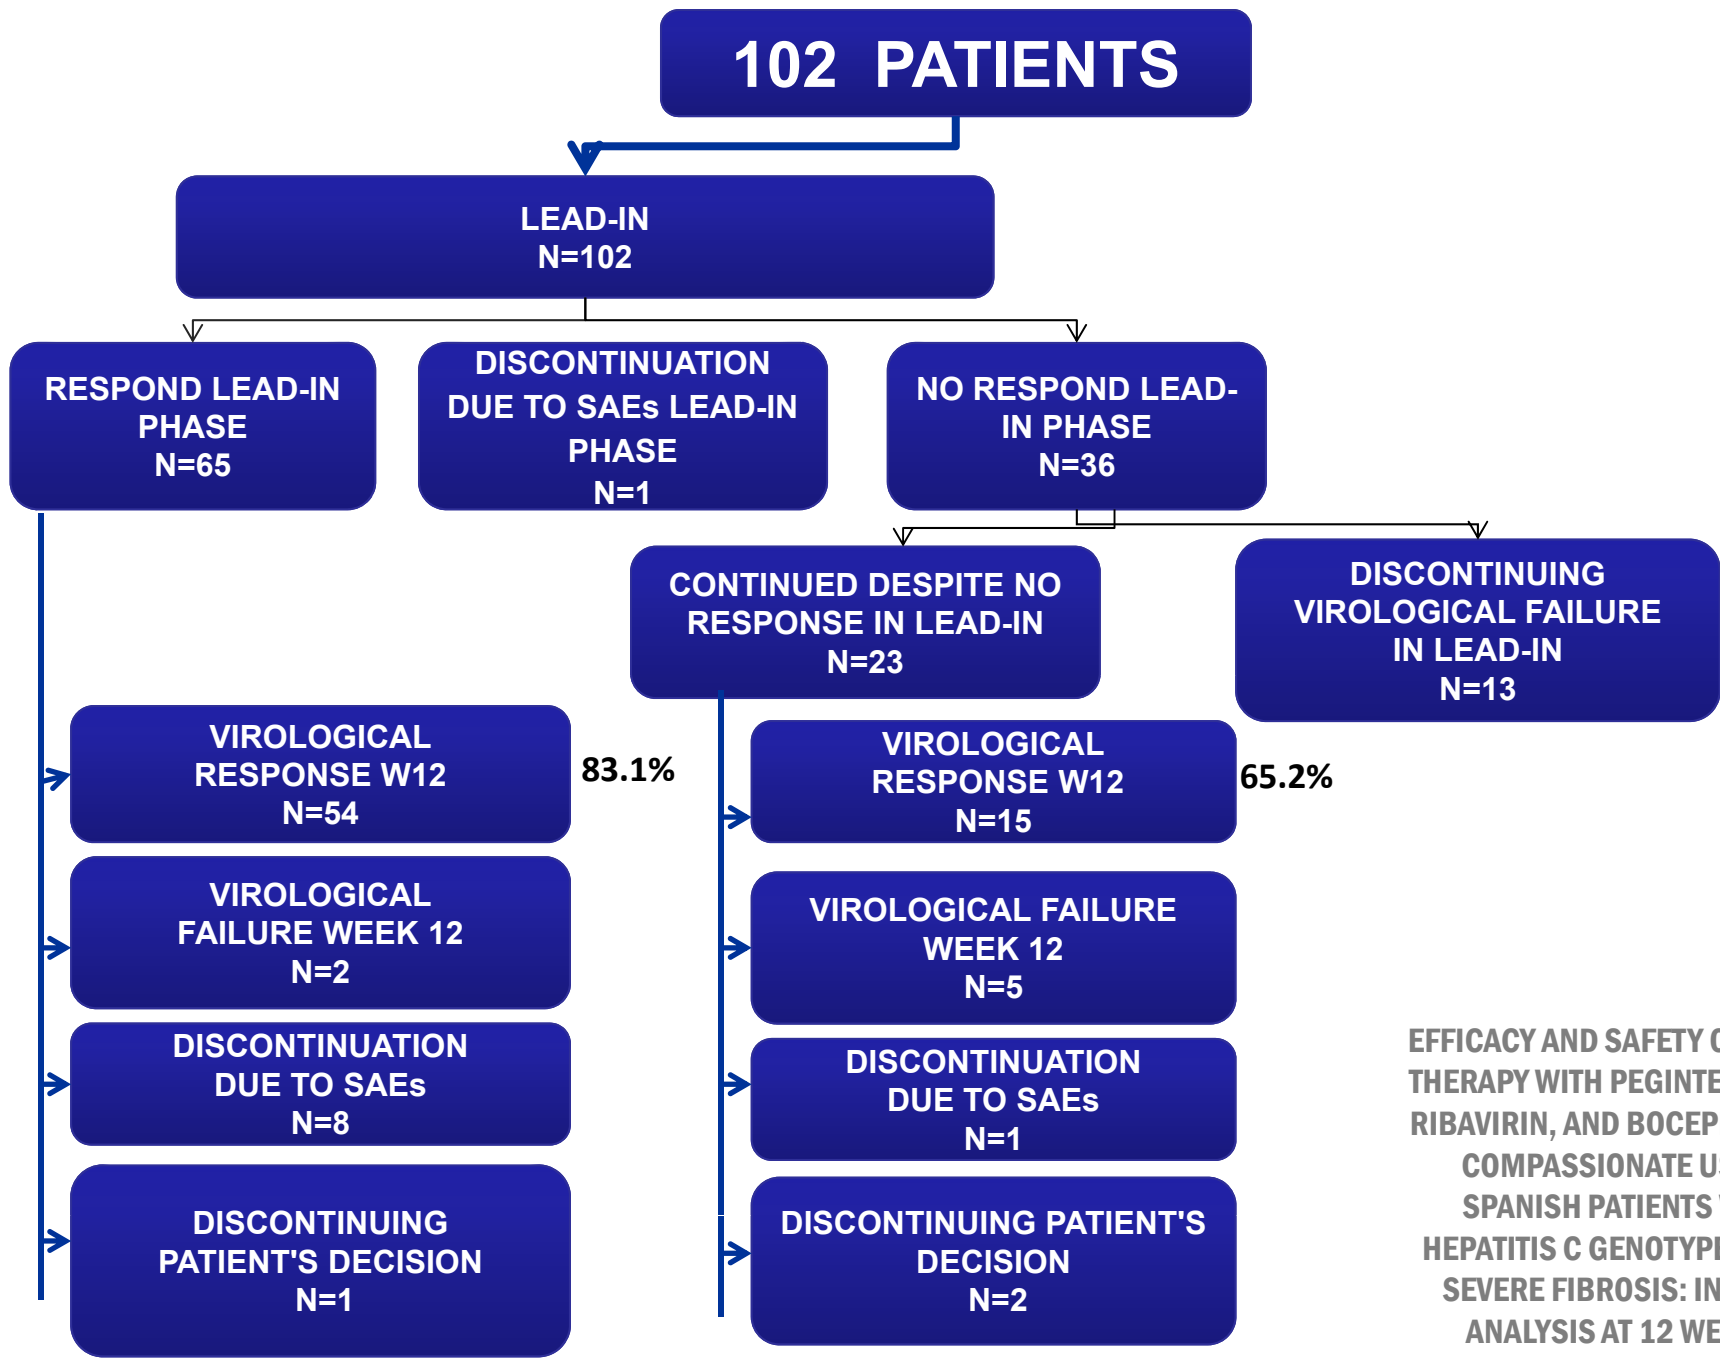 102 PATIENTS
LEAD-IN
N=102
RESPOND LEAD-IN
PHASE
N=65
DISCONTINUATION
DUE TO SAEs LEAD-IN
PHASE
N=1
NO RESPOND LEAD-
IN PHASE
N=36
CONTINUED DESPITE NO
RESPONSE IN LEAD-IN
N=23
DISCONTINUING
VIROLOGICAL FAILURE
IN LEAD-IN
N=13
VIROLOGICAL
RESPONSE W12
N=54
83.1%
VIROLOGICAL
FAILURE WEEK 12
N=2
DISCONTINUATION
DUE TO SAEs
N=8
DISCONTINUING
PATIENT'S DECISION
N=1
VIROLOGICAL
RESPONSE W12
N=15
65.2%
VIROLOGICAL FAILURE
WEEK 12
N=5
DISCONTINUATION
DUE TO SAEs
N=1
DISCONTINUING PATIENT'S
DECISION
N=2
EFFICACY AND SAFETY
THERAPY WITH
RIBAVIRIN, AND
COMPASSIONATE
SPANISH PATIENTS
HEPATITIS C GENOTYPE
SEVERE FIBROSIS:
ANALYSIS AT 12